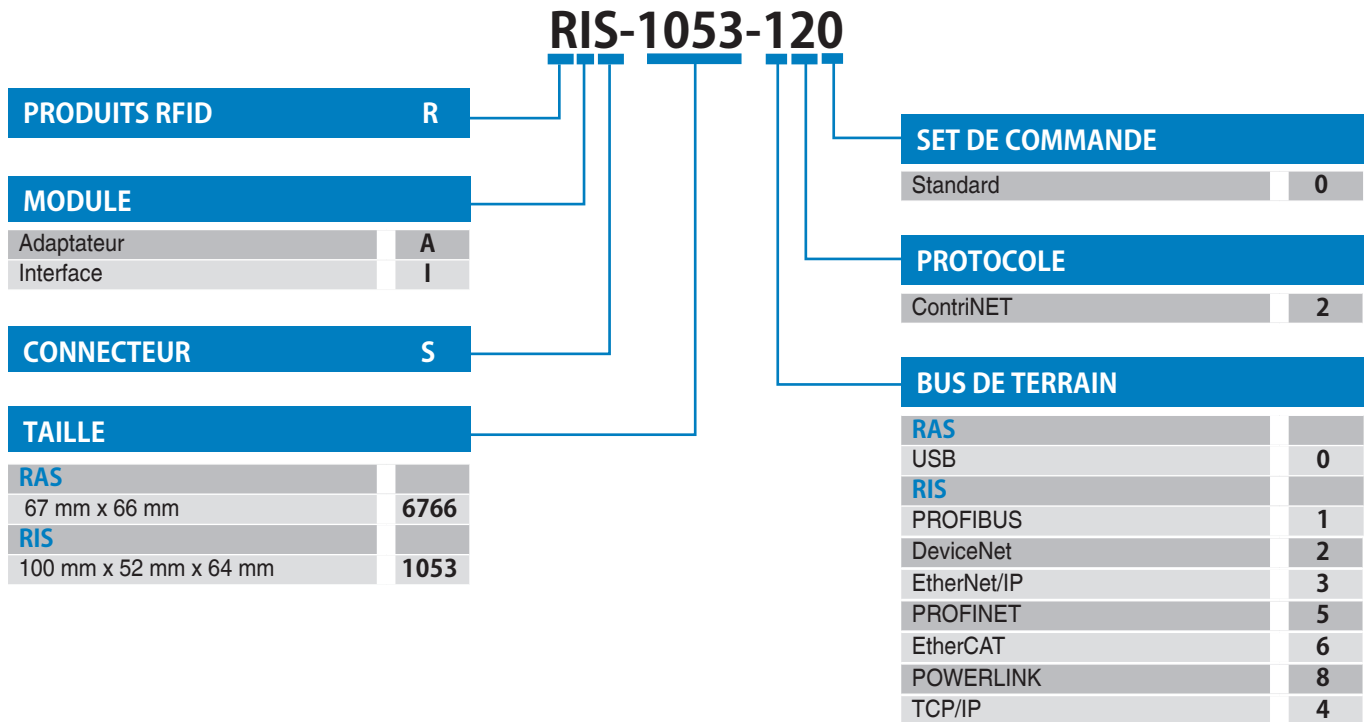 RIS-1053-120
PRODUITS RFID R
MODULE
Adaptateur A
Interface I
CONNECTEUR S
TAILLE
RAS
67 mm x 66 mm 6766
RIS
100 mm x 52 mm x 64 mm 1053
SET DE COMMANDE
Standard 0
PROTOCOLE
ContriNET 2
BUS DE TERRAIN
RAS
USB 0
RIS
PROFIBUS 1
DeviceNet 2
EtherNet/IP 3
PROFINET 5
EtherCAT 6
POWERLINK 8
TCP/IP 4